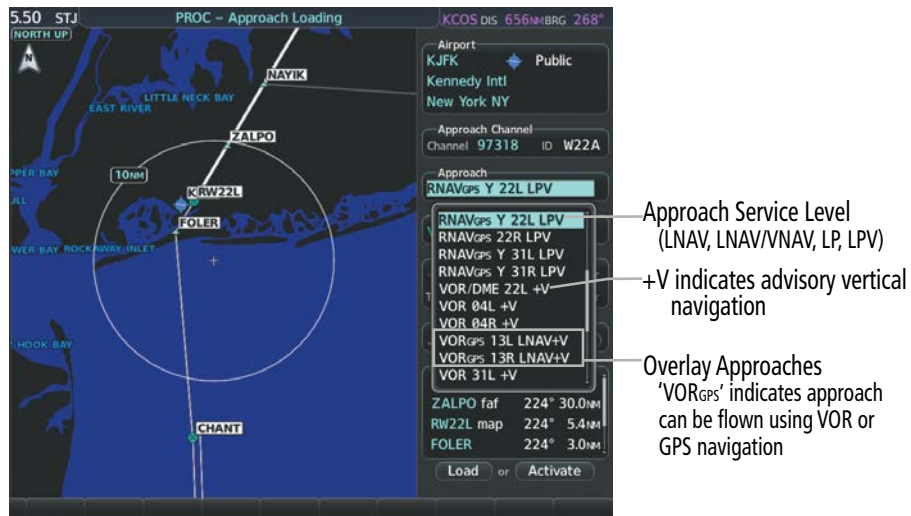 5.50 STJ
PROC – Approach Loading
KCOS DIS 656NM BRG 268°
NORTH UP
N
NAYIK
LITTLE NECK BAY
EAST RIVER
ZALPO
10NM
PER BAY
ULL
K
RW22L
FOLER
WER BAY
ROCKAWAY INLET
HOOK BAY
CHANT
Airport
KJFK Public
Kennedy Intl
New York NY
Approach Channel
Channel 97318 ID W22A
Approach
RNAVGPS Y 22L LPV
RNAVGPS Y 22L LPV
RNAVGPS 22R LPV
RNAVGPS Y 31L LPV
RNAVGPS Y 31R LPV
VOR/DME 22L +V
VOR 04L +V
VOR 04R +V
VORGPS 13L LNAV+V
VORGPS 13R LNAV+V
VOR 31L +V
ZALPO faf 224° 30.0NM
RW22L map 224° 5.4NM
FOLER 224° 3.0NM
Load or Activate
Approach Service Level
(LNAV, LNAV/VNAV, LP, LPV)
+V indicates advisory vertical
navigation
Overlay Approaches
'VORGPS' indicates approach
can be flown using VOR or
GPS navigation